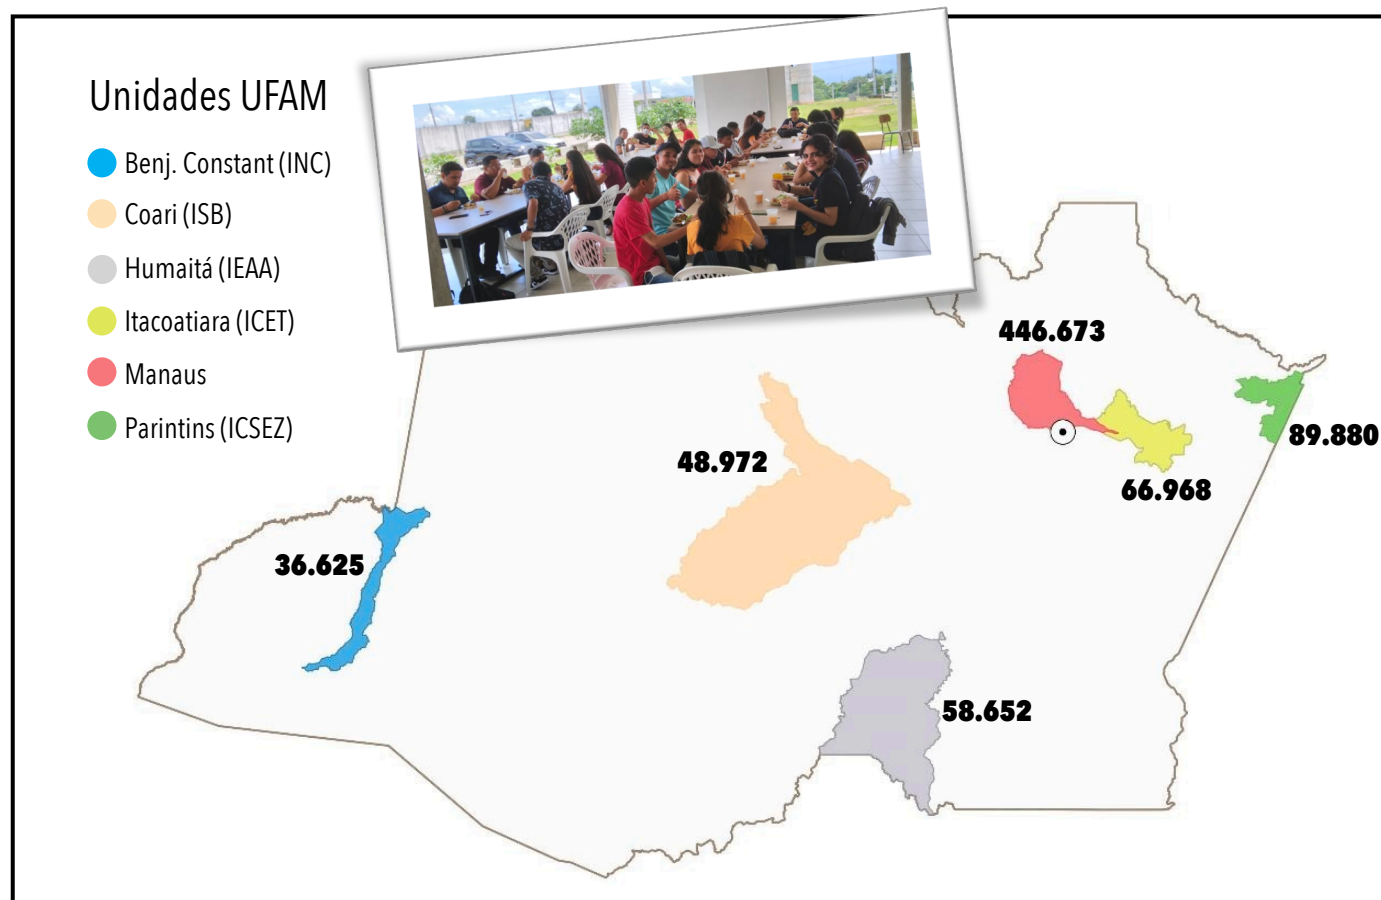 Unidades UFAM
Benj. Constant (INC)
Coari (ISB)
Humaitá (IEAA)
Itacoatiara (ICET)
Manaus
Parintins (ICSEZ)
446.673
89.880
48.972
66.968
36.625
58.652